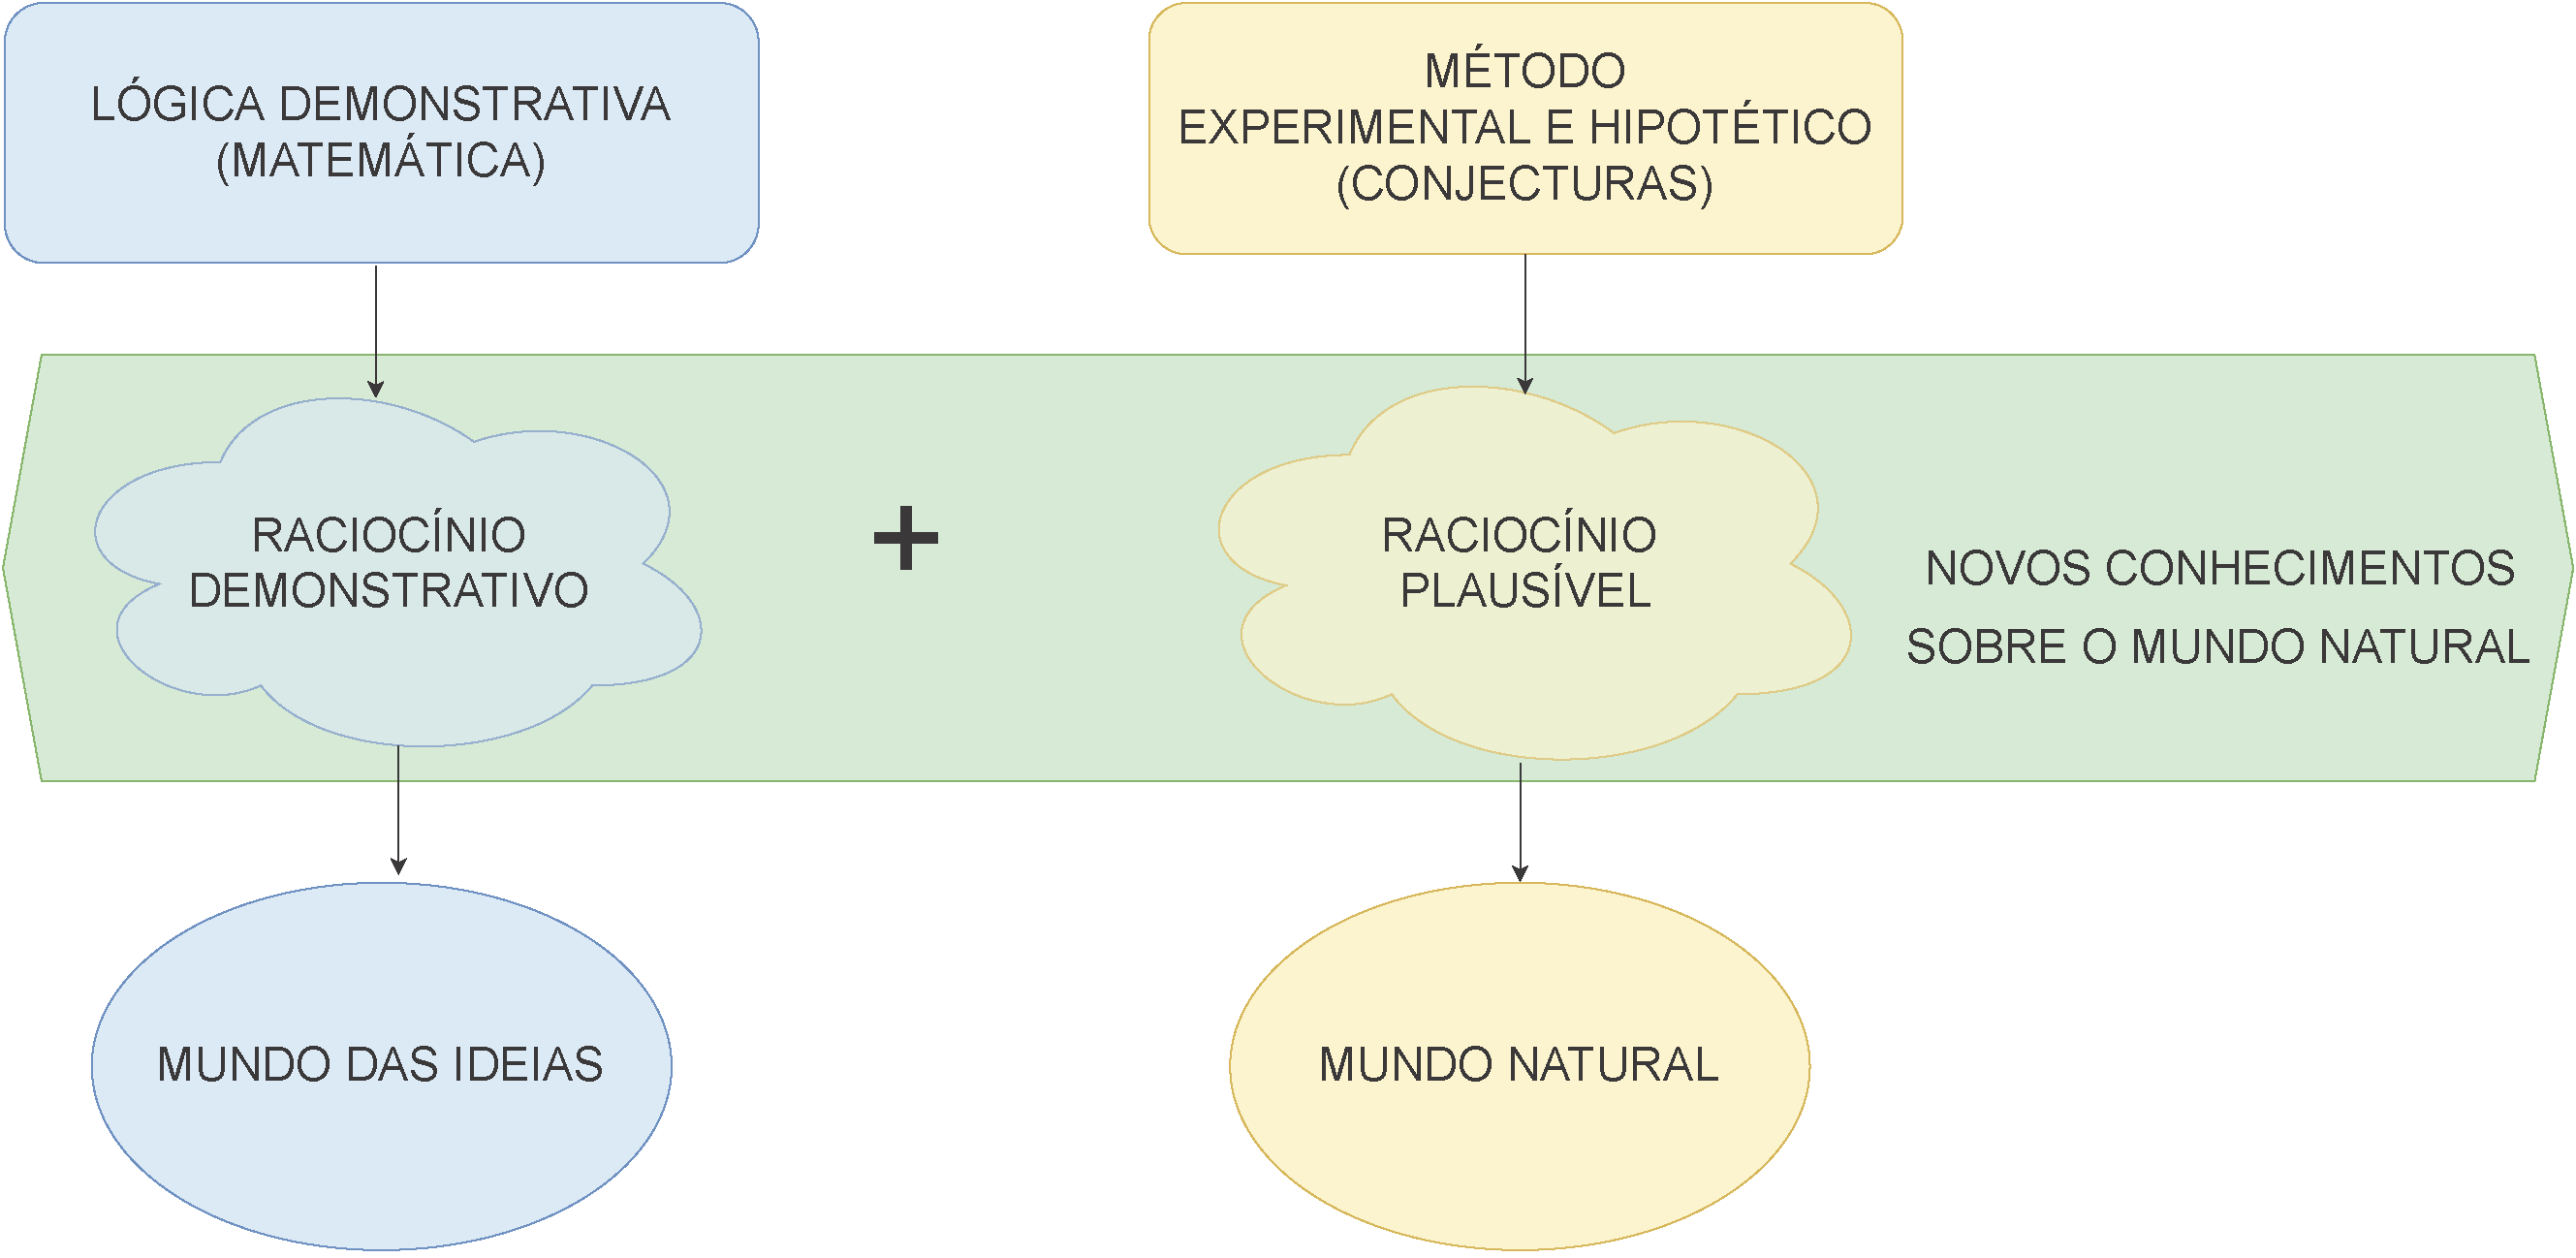 LÓGICA DEMONSTRATIVA
(MATEMÁTICA)
MÉTODO
EXPERIMENTAL E HIPOTÉTICO
(CONJECTURAS)
RACIOCÍNIO
DEMONSTRATIVO
+
RACIOCÍNIO
PLAUSÍVEL
NOVOS CONHECIMENTOS
SOBRE O MUNDO NATURAL
MUNDO DAS IDEIAS
MUNDO NATURAL